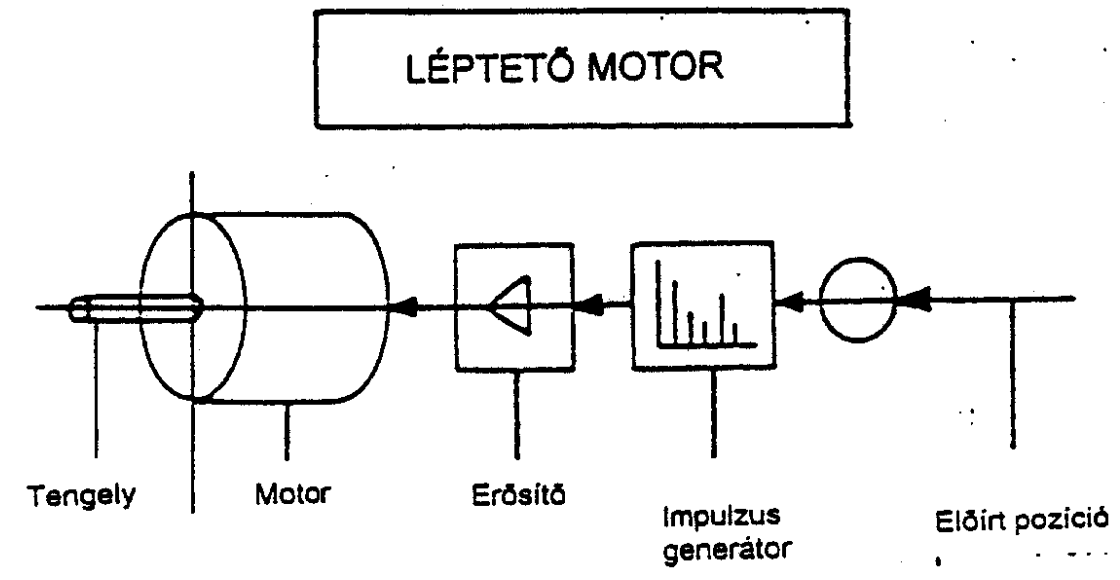 LÉPTETŐ MOTOR
Tengely
Motor
Erősítő
Impulzus
generátor
Előírt pozíció